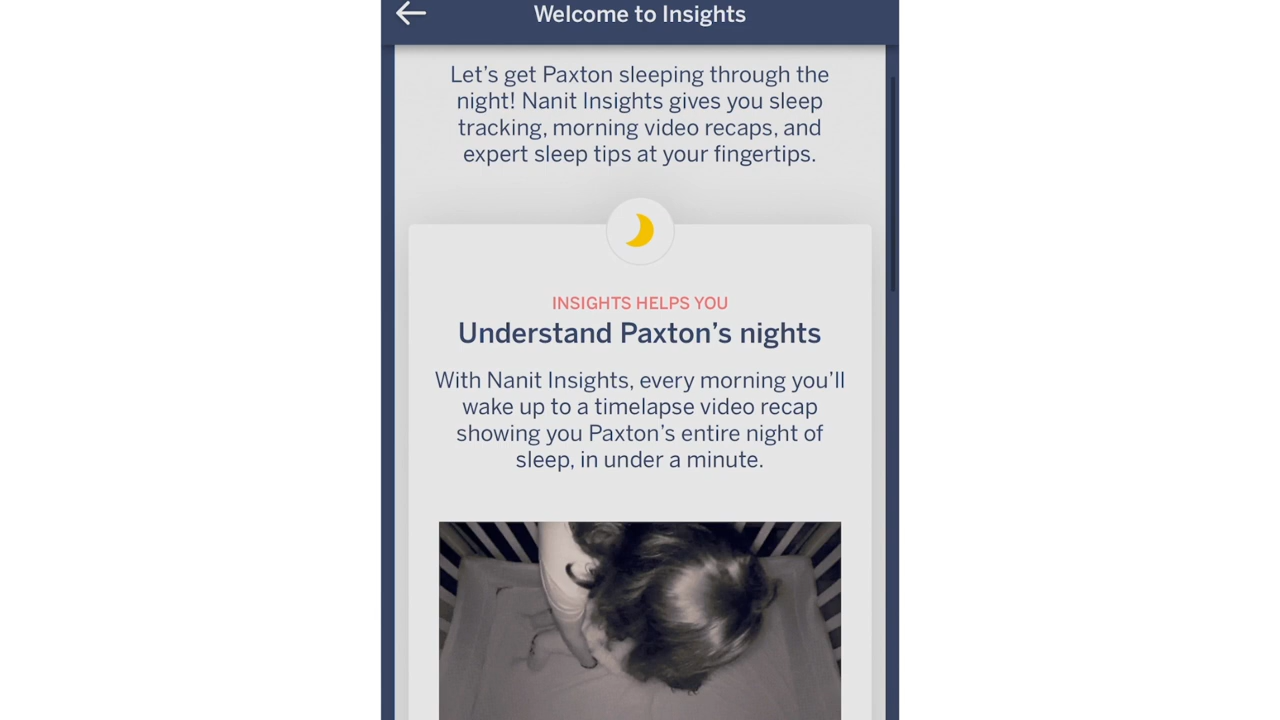 Welcome to Insights
Let’s get Paxton sleeping through the
night! Nanit Insights gives you sleep
tracking, morning video recaps, and
expert sleep tips at your fingertips.
INSIGHTS HELPS YOU
Understand Paxton’s nights
With Nanit Insights, every morning you’ll
wake up to a timelapse video recap
showing you Paxton’s entire night of
sleep, in under a minute.